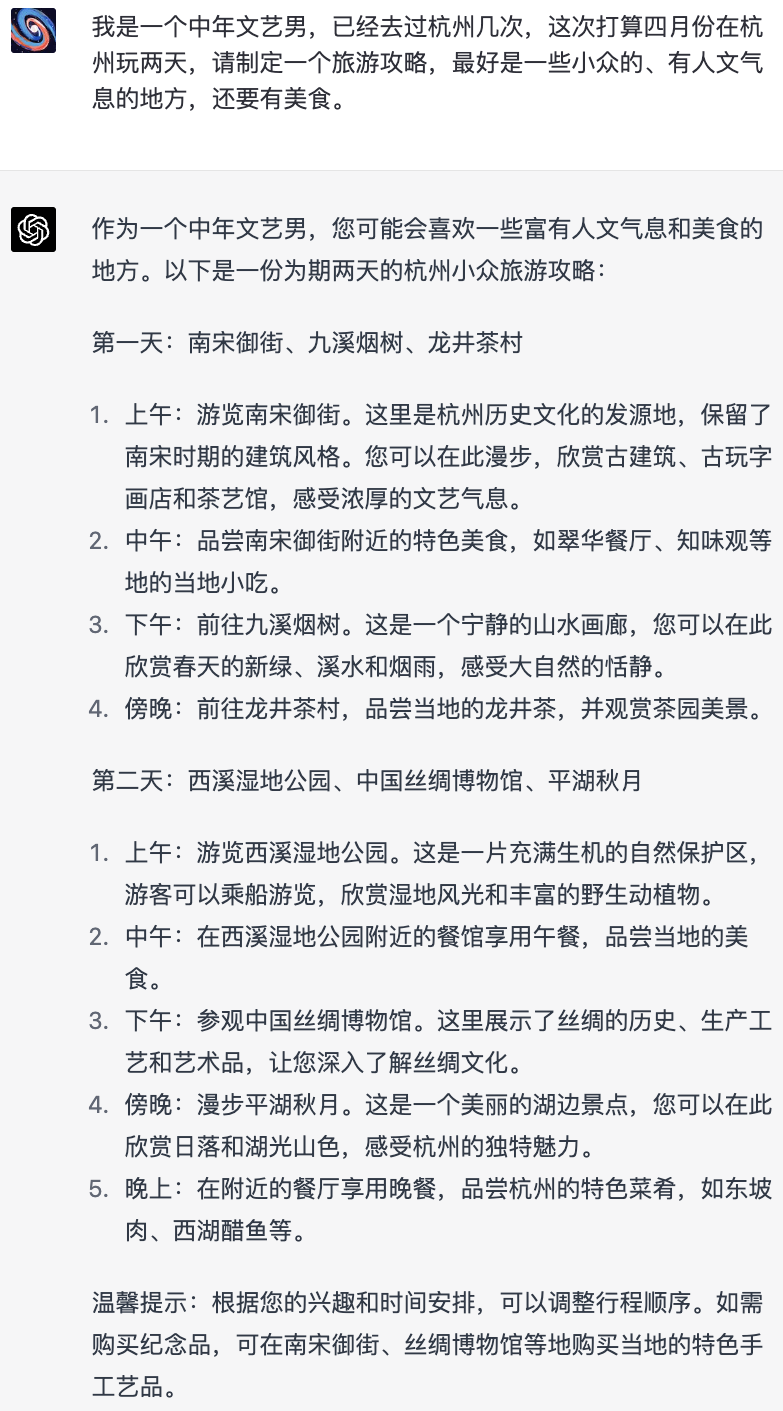 我是一个中年文艺男，已经去过杭州几次，这次打算四月份在杭
州玩两天，请制定一个旅游攻略，最好是一些小众的、有人文气
息的地方，还要有美食。
作为一个中年文艺男，您可能会喜欢一些富有人文气息和美食的
地方。以下是一份为期两天的杭州小众旅游攻略：
第一天：南宋御街、九溪烟树、龙井茶村
1. 上午：游览南宋御街。这里是杭州历史文化的发源地，保留了
南宋时期的建筑风格。您可以在此漫步，欣赏古建筑、古玩字
画店和茶艺馆，感受浓厚的文艺气息。
2. 中午：品尝南宋御街附近的特色美食，如翠华餐厅、知味观等
地的当地小吃。
3. 下午：前往九溪烟树。这是一个宁静的山水画廊，您可以在此
欣赏春天的新绿、溪水和烟雨，感受大自然的恬静。
4. 傍晚：前往龙井茶村，品尝当地的龙井茶，并观赏茶园美景。
第二天：西溪湿地公园、中国丝绸博物馆、平湖秋月
1. 上午：游览西溪湿地公园。这是一片充满生机的自然保护区，
游客可以乘船游览，欣赏湿地风光和丰富的野生动植物。
2. 中午：在西溪湿地公园附近的餐馆享用午餐，品尝当地的美
食。
3. 下午：参观中国丝绸博物馆。这里展示了丝绸的历史、生产工
艺和艺术品，让您深入了解丝绸文化。
4. 傍晚：漫步平湖秋月。这是一个美丽的湖边景点，您可以在此
欣赏日落和湖光山色，感受杭州的独特魅力。
5. 晚上：在附近的餐厅享用晚餐，品尝杭州的特色菜肴，如东坡
肉、西湖醋鱼等。
温馨提示：根据您的兴趣和时间安排，可以调整行程顺序。如需
购买纪念品，可在南宋御街、丝绸博物馆等地购买当地的特色手
工艺品。